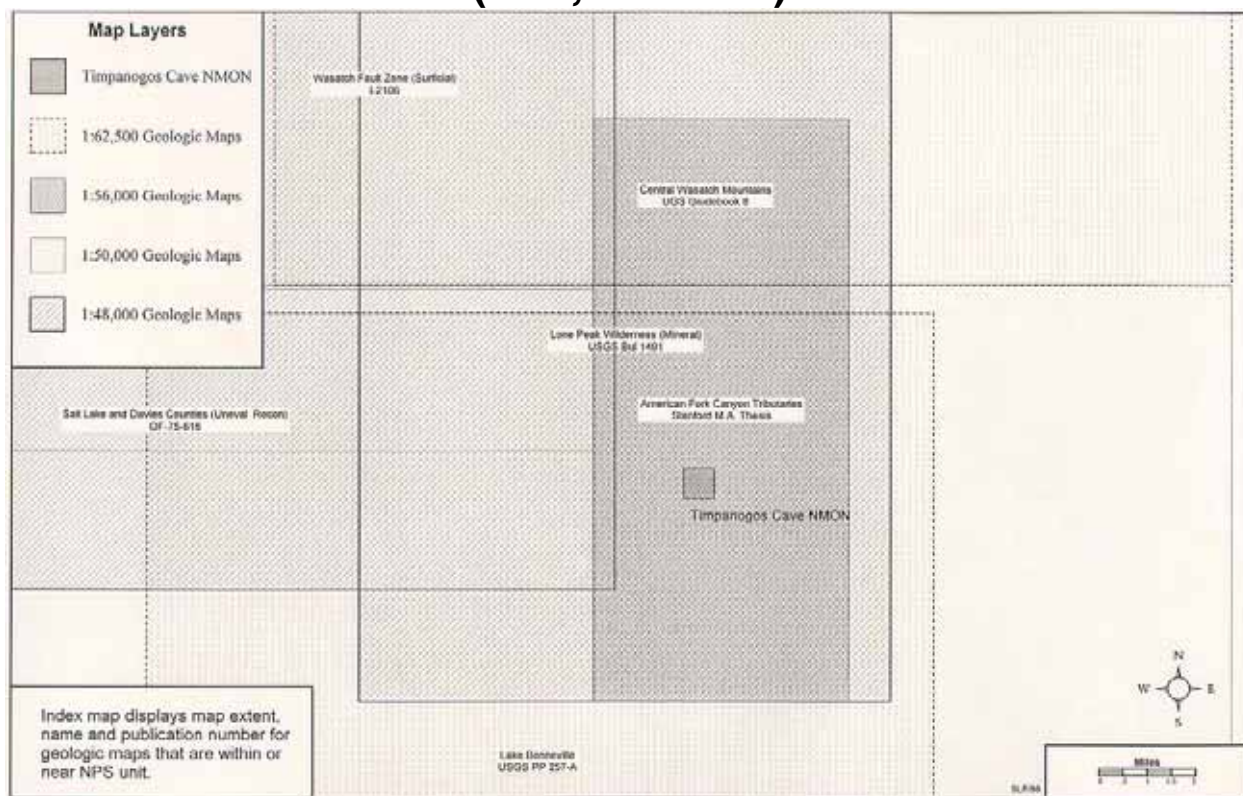 Map Layers
Timpanogos Cave NMON
1:62,500 Geologic Maps
1:56,000 Geologic Maps
1:50,000 Geologic Maps
1:48,000 Geologic Maps
Wasatch Fault Zone (Surficial)
I-2106
Central Wasatch Mountains
UGS Guidebook 8
Lone Peak Wilderness (Mineral)
USGS Bul 1491
Salt Lake and Davies Counties (Uneval Recon)
OF-75-616
American Fork Canyon Tributaries
Stanford M.A. Thesis
Timpanogos Cave NMON
N
W E
S
Index map displays map extent,
name and publication number for
geologic maps that are within or
near NPS unit.
Lake Bonneville
USGS PP 257-A
Miles